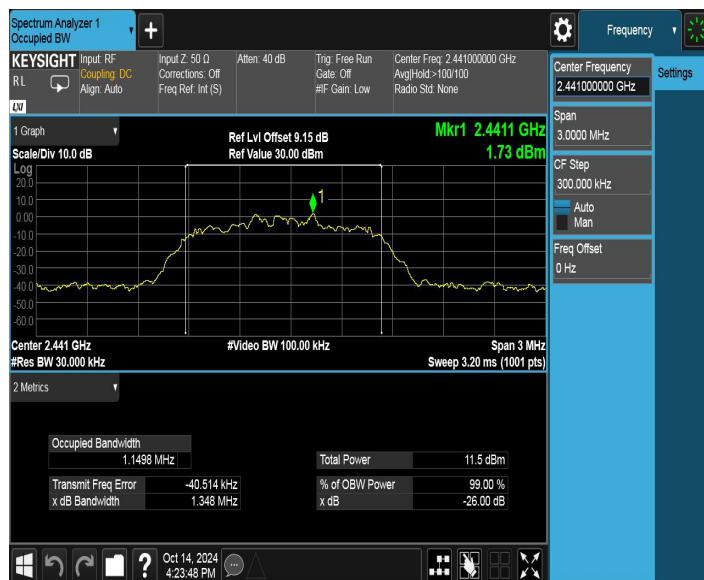 Spectrum Analyzer 1
Occupied BW
+
Frequency
KEYSIGHT
RL
LXI
Input: RF
Coupling: DC
Align: Auto
Input Z: 50 Ω
Corrections: Off
Freq Ref: Int (S)
Atten: 40 dB
Trig: Free Run
Gate: Off
#IF Gain: Low
Center Freq: 2.441000000 GHz
Avg|Hold:>100/100
Radio Std: None
Center Frequency
2.441000000 GHz
Settings
Span
3.0000 MHz
CF Step
300.000 kHz
Auto
Man
Freq Offset
0 Hz
1 Graph
Scale/Div 10.0 dB
Ref Lvl Offset 9.15 dB
Ref Value 30.00 dBm
Mkr1 2.4411 GHz
1.73 dBm
Log
20.0
10.0
0.00
-10.0
-20.0
-30.0
-40.0
-50.0
-60.0
1
Center 2.441 GHz
#Video BW 100.00 kHz
Span 3 MHz
#Res BW 30.000 kHz
Sweep 3.20 ms (1001 pts)
2 Metrics
Occupied Bandwidth
1.1498 MHz
Total Power 11.5 dBm
Transmit Freq Error -40.514 kHz
% of OBW Power 99.00 %
x dB Bandwidth 1.348 MHz
x dB -26.00 dB
?
Oct 14, 2024
4:23:48 PM